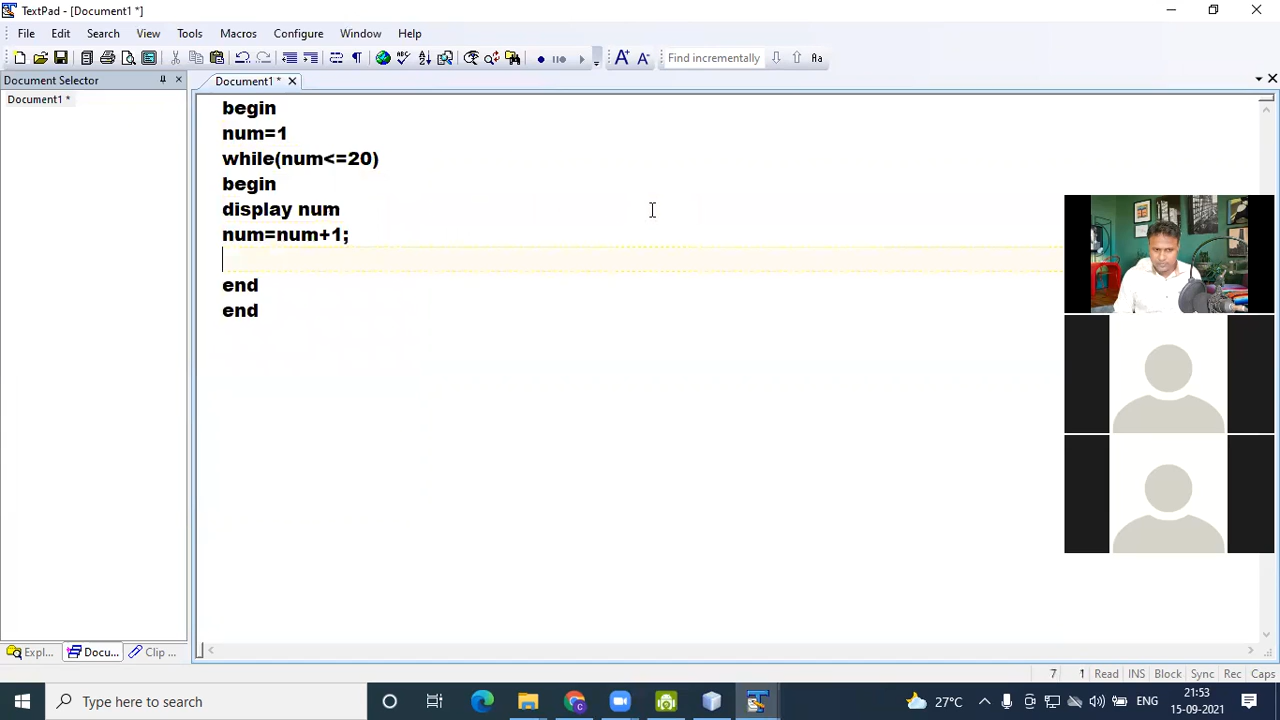 TextPad - [Document1 *]
File Edit Search View Tools Macros Configure Window Help
Find incrementally Aa
Document Selector
Document1 *
Document1 *
begin
num=1
while(num<=20)
begin
display num
num=num+1;
end
end
Expl... Docu... Clip ...
7 1 Read INS Block Sync Rec Caps
Type here to search
27°C ENG 21:53
15-09-2021